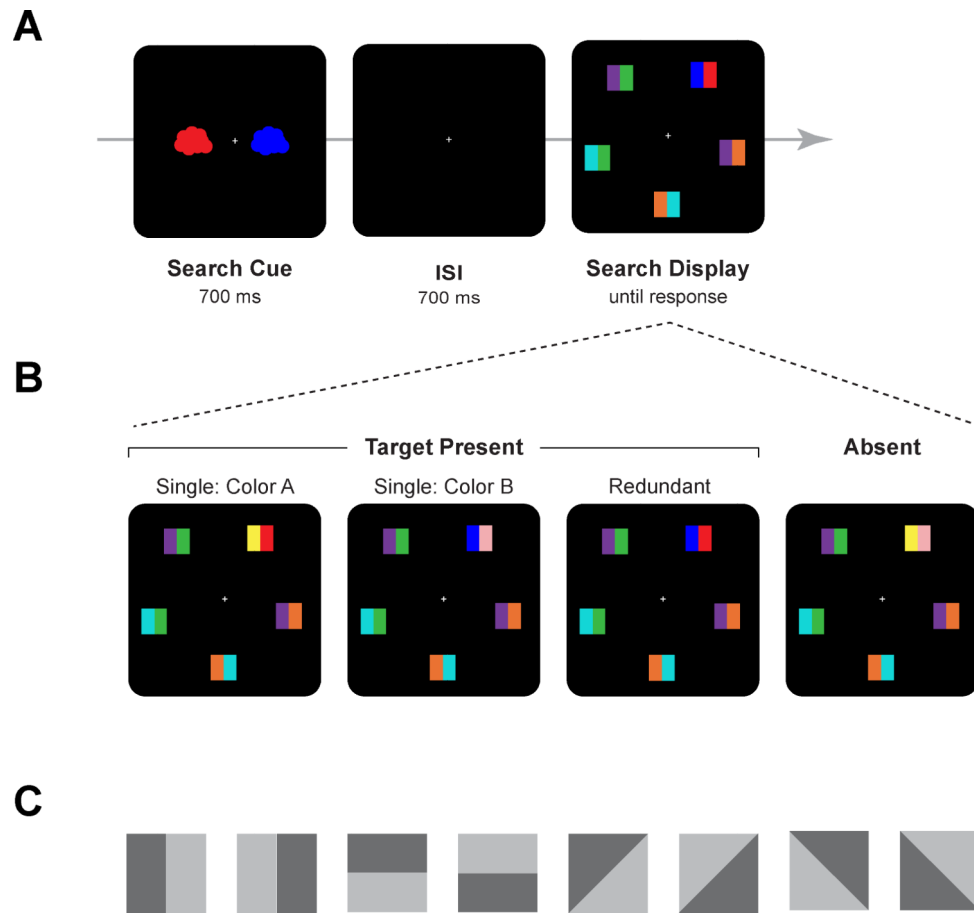 A
Search Cue
700 ms
ISI
700 ms
Search Display
until response
B
Target Present
Absent
Single: Color A
Single: Color B
Redundant
C